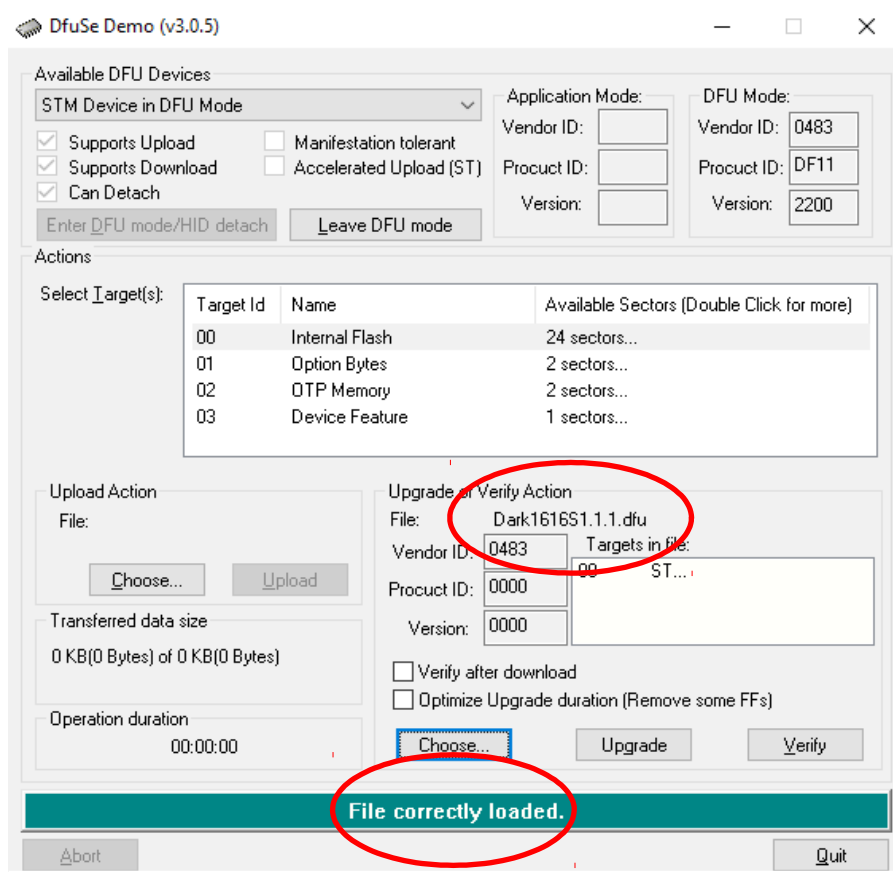 DfuSe Demo (v3.0.5)
Available DFU Devices
STM Device in DFU Mode
Supports Upload
Manifestation tolerant
Supports Download
Accelerated Upload (ST)
Can Detach
Enter DFU mode/HID detach
Leave DFU mode
Application Mode:
Vendor ID:
Procuct ID:
Version:
DFU Mode:
Vendor ID: 0483
Procuct ID: DF11
Version: 2200
Actions
Select Target(s):
Target Id Name Available Sectors (Double Click for more)
00 Internal Flash 24 sectors...
01 Option Bytes 2 sectors...
02 OTP Memory 2 sectors...
03 Device Feature 1 sectors...
Upload Action
File:
Choose...
Upload
Transferred data size
0 KB(0 Bytes) of 0 KB(0 Bytes)
Operation duration
00:00:00
Upgrade or Verify Action
File: Dark1616S1.1.1.dfu
Vendor ID: 0483
Procuct ID: 0000
Version: 0000
Targets in file:
00 ST...
Verify after download
Optimize Upgrade duration (Remove some FFs)
Choose...
Upgrade
Verify
File correctly loaded.
Abort
Quit